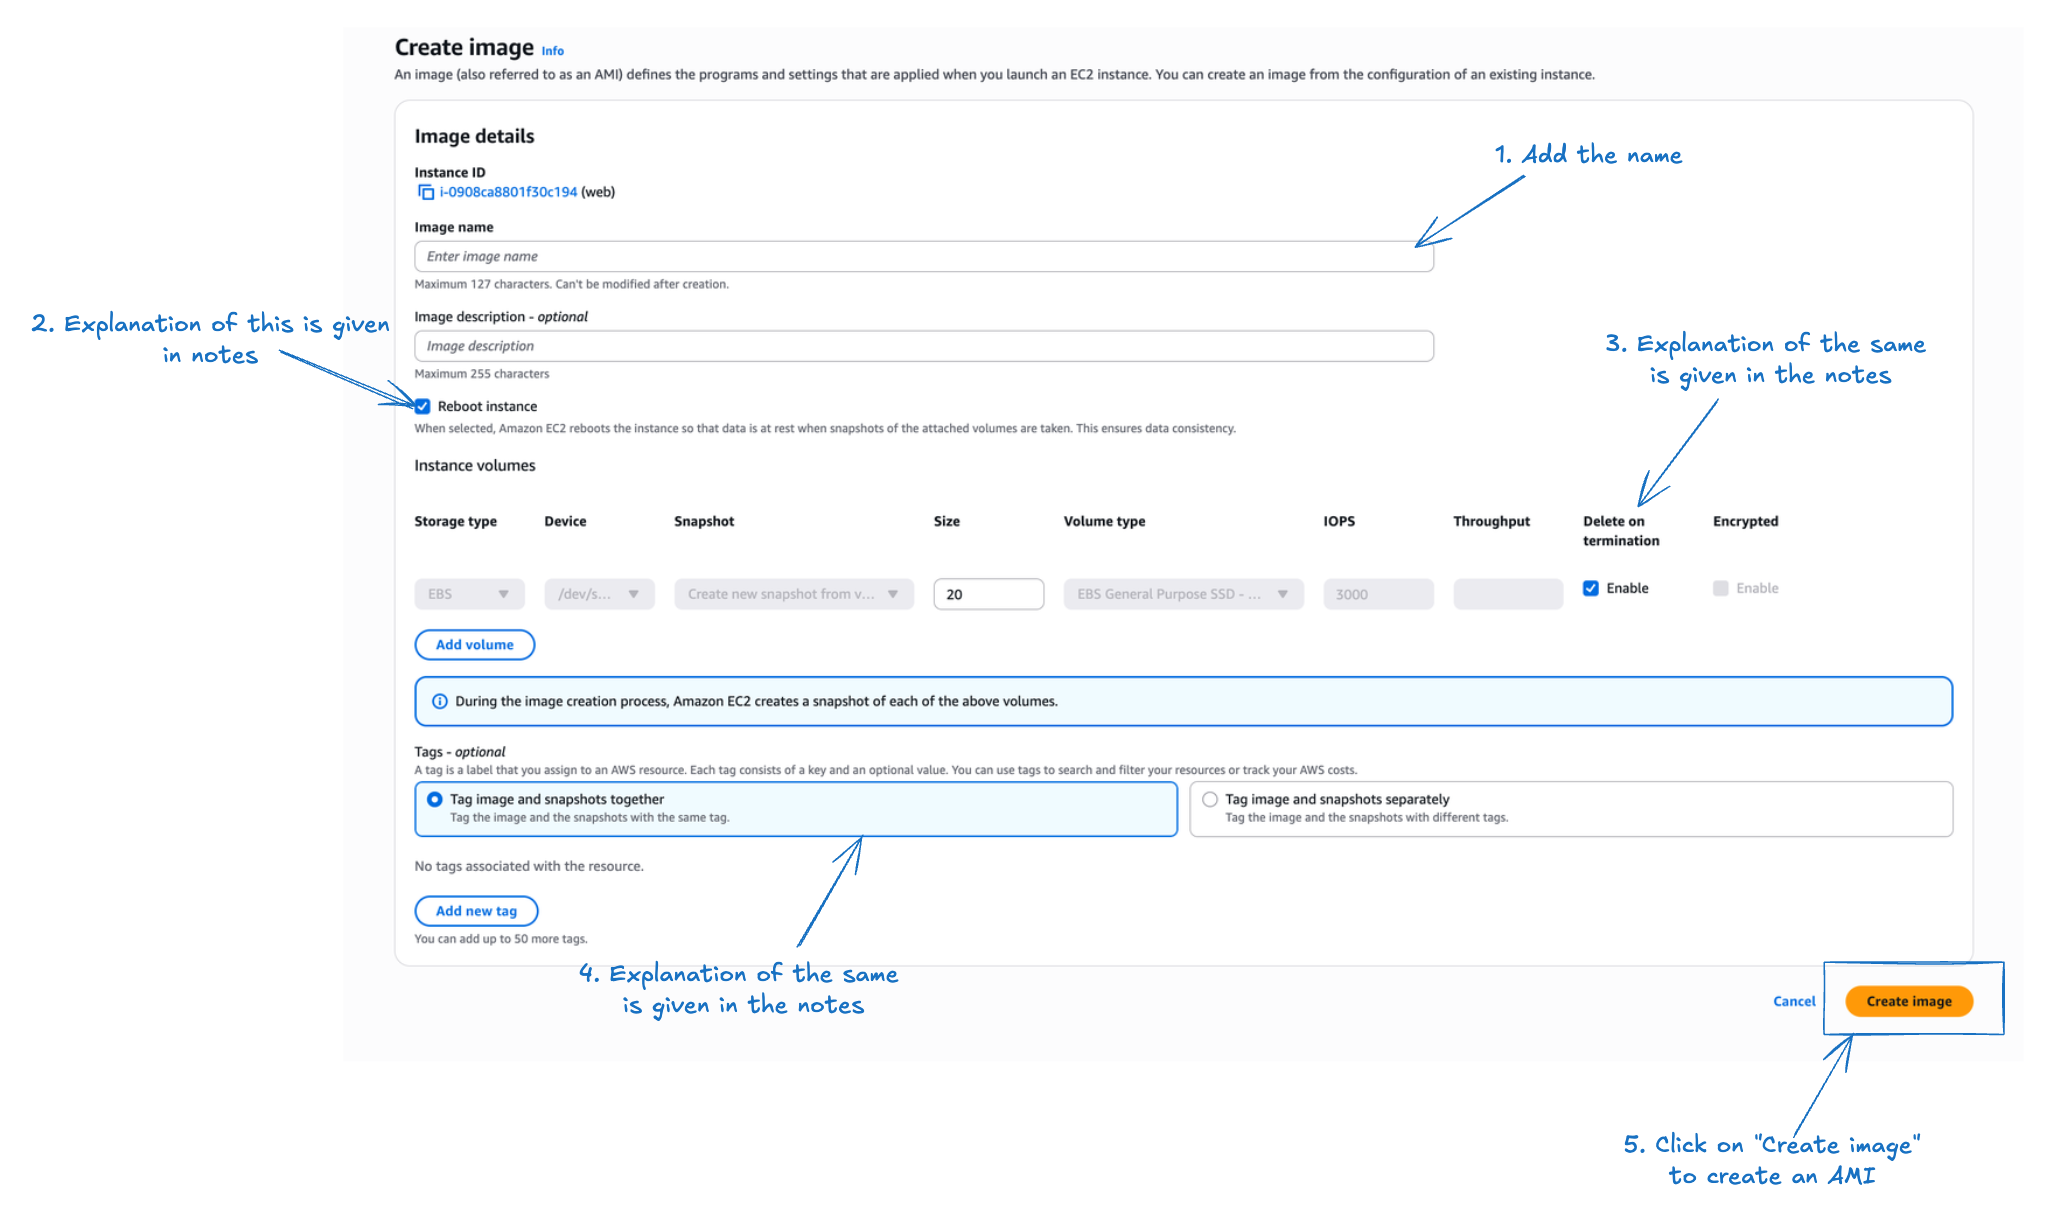 Create image Info
An image (also referred to as an AMI) defines the programs and settings that are applied when you launch an EC2 instance. You can create an image from the configuration of an existing instance.
Image details
1. Add the name
Instance ID
i-0908ca8801f30c194 (web)
Image name
Enter image name
Maximum 127 characters. Can't be modified after creation.
2. Explanation of this is given
in notes
Image description - optional
Image description
Maximum 255 characters
3. Explanation of the same
is given in the notes
Reboot instance
When selected, Amazon EC2 reboots the instance so that data is at rest when snapshots of the attached volumes are taken. This ensures data consistency.
Instance volumes
Storage type Device Snapshot Size Volume type IOPS Throughput Delete on termination Encrypted
EBS /dev/s... Create new snapshot from v... 20 EBS General Purpose SSD - ... 3000 Enable Enable
Add volume
During the image creation process, Amazon EC2 creates a snapshot of each of the above volumes.
Tags - optional
A tag is a label that you assign to an AWS resource. Each tag consists of a key and an optional value. You can use tags to search and filter your resources or track your AWS costs.
Tag image and snapshots together
Tag the image and the snapshots with the same tag.
Tag image and snapshots separately
Tag the image and the snapshots with different tags.
No tags associated with the resource.
Add new tag
You can add up to 50 more tags.
4. Explanation of the same
is given in the notes
Cancel Create image
5. Click on "Create image"
to create an AMI